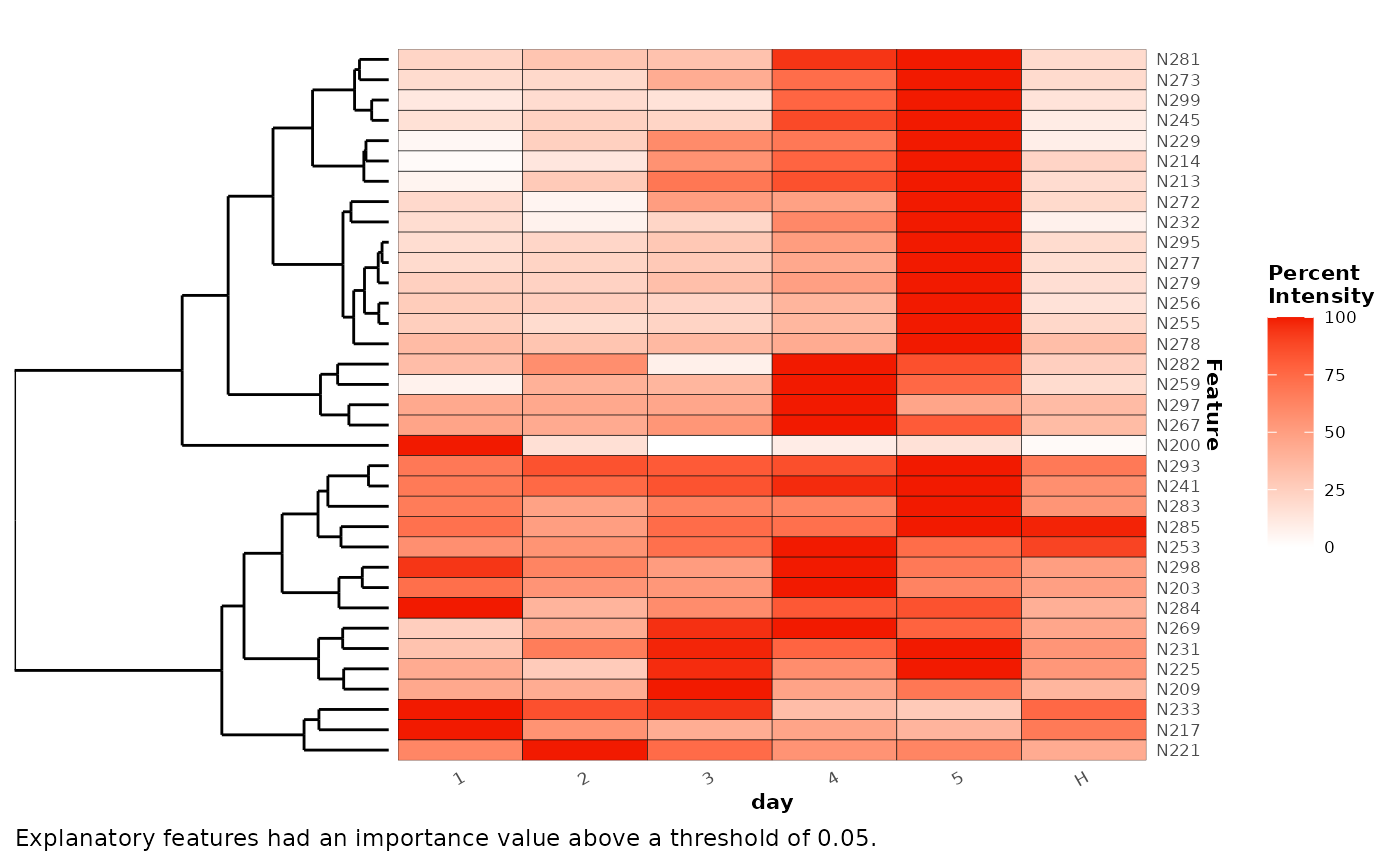 N281
N273
N299
N245
N229
N214
N213
N272
N232
N295
N277
N279
N256
N255
N278
N282
N259
N297
N267
N200
N293
N241
N283
N285
N253
N298
N203
N284
N269
N231
N225
N209
N233
N217
N221
Feature
Percent
Intensity
100
75
50
25
0
1 2 3 4 5 H
day
Explanatory features had an importance value above a threshold of 0.05.